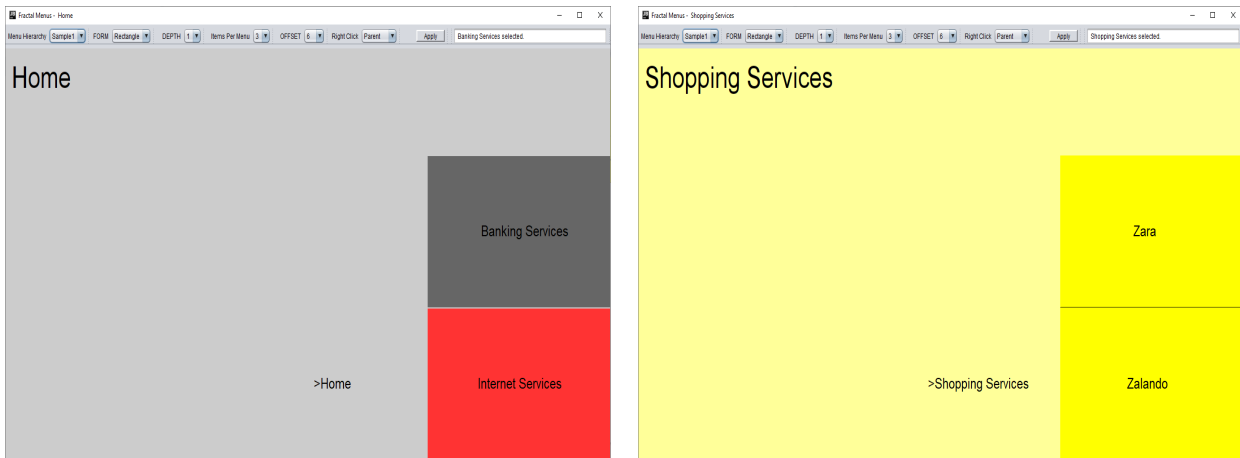 Fractal Menus - Home
Menu Hierarchy Sample1 FORM Rectangle DEPTH 1 Items Per Menu 3 OFFSET 6 Right Click Parent Apply Banking Services selected.
Home
Banking Services
>Home
Internet Services
Fractal Menus - Shopping Services
Menu Hierarchy Sample1 FORM Rectangle DEPTH 1 Items Per Menu 3 OFFSET 6 Right Click Parent Apply Shopping Services selected.
Shopping Services
Zara
>Shopping Services
Zalando